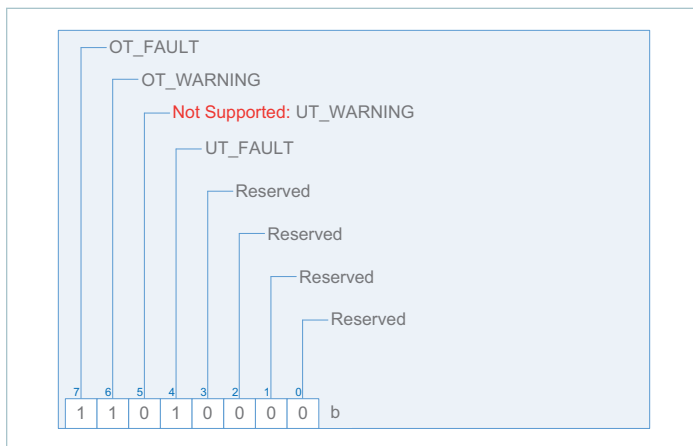 OT_FAULT
OT_WARNING
Not Supported: UT_WARNING
UT_FAULT
Reserved
Reserved
Reserved
Reserved
7 6 5 4 3 2 1 0
1 1 0 1 0 0 0 0 b